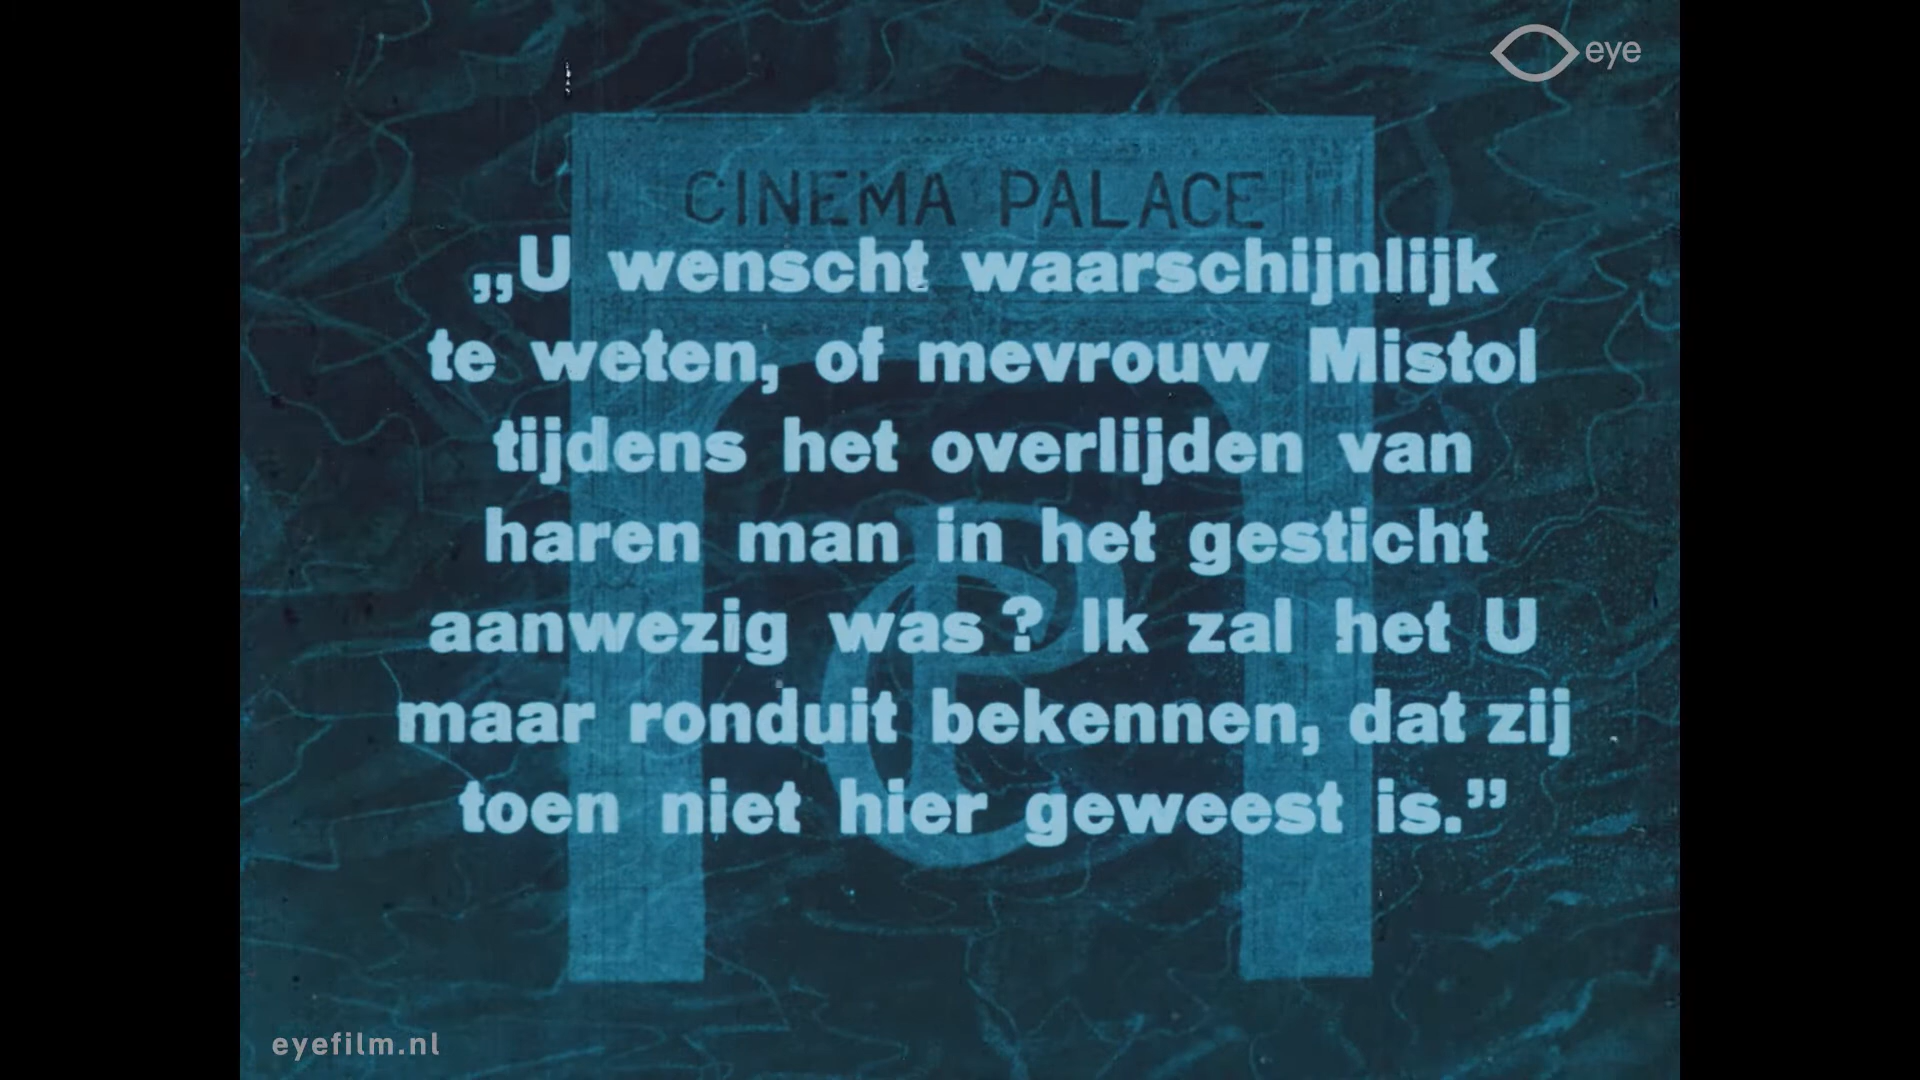 eye
CINEMA PALACE
„U wenscht waarschijnlijk
te weten, of mevrouw Mistol
tijdens het overlijden van
haren man in het gesticht
aanwezig was? Ik zal het U
maar ronduit bekennen, dat zij
toen niet hier geweest is.”
CP
eyefilm.nl